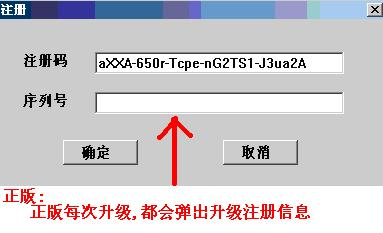 注册
注册码
aXXA-650r-Tcpe-nG2TS1-J3ua2A
序列号
确定
取消
正版:
正版每次升级,都会弹出升级注册信息